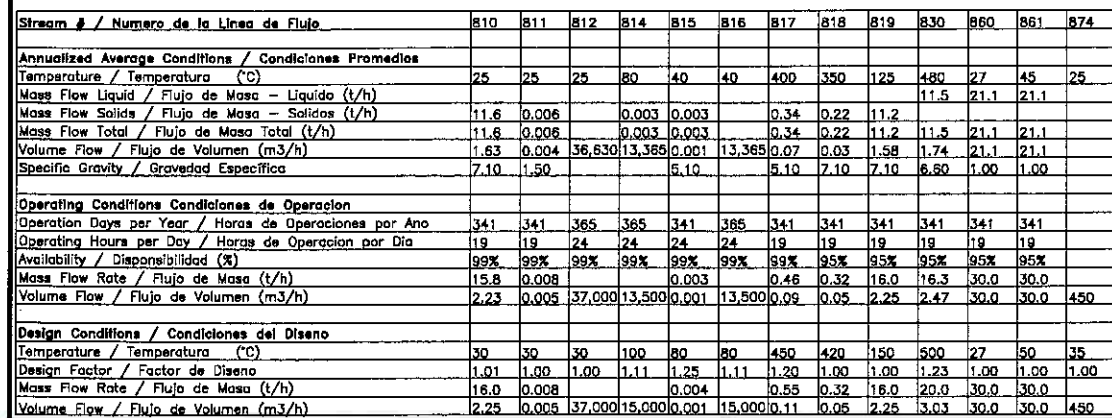 Stream # / Numero de la Linea de Flujo 810 811 812 814 815 816 817 818 819 830 860 861 874
Annualized Average Conditions / Condiciones Promedios
Temperature / Temperatura (°C) 25 25 25 80 40 40 400 350 125 480 27 45 25
Mass Flow Liquid / Flujo de Masa – Liquido (t/h) 11.5 21.1 21.1
Mass Flow Solids / Flujo de Masa – Solidos (t/h) 11.6 0.006 0.003 0.003 0.34 0.22 11.2
Mass Flow Total / Flujo de Masa Total (t/h) 11.6 0.006 0.003 0.003 0.34 0.22 11.2 11.5 21.1 21.1
Volume Flow / Flujo de Volumen (m3/h) 1.63 0.004 36,630 13,365 0.001 13,365 0.07 0.03 1.58 1.74 21.1 21.1
Specific Gravity / Gravedad Específica 7.10 1.50 5.10 5.10 7.10 7.10 6.60 1.00 1.00
Operating Conditions Condiciones de Operacion
Operation Days per Year / Horas de Operaciones por Ano 341 341 365 365 341 365 341 341 341 341 341 341
Operating Hours per Day / Horas de Operacion por Dia 19 19 24 24 24 24 19 19 19 19 19 19
Availability / Disponsibilidad (%) 99% 99% 99% 99% 99% 99% 99% 95% 95% 95% 95% 95%
Mass Flow Rate / Flujo de Masa (t/h) 15.8 0.008 0.003 0.46 0.32 16.0 16.3 30.0 30.0
Volume Flow / Flujo de Volumen (m3/h) 2.23 0.005 37,000 13,500 0.001 13,500 0.09 0.05 2.25 2.47 30.0 30.0 450
Design Conditions / Condiciones del Diseno
Temperature / Temperatura (°C) 30 30 30 100 80 80 450 420 150 500 27 50 35
Design Factor / Factor de Diseno 1.01 1.00 1.00 1.11 1.25 1.11 1.20 1.00 1.00 1.23 1.00 1.00 1.00
Mass Flow Rate / Flujo de Masa (t/h) 16.0 0.008 0.004 0.55 0.32 16.0 20.0 30.0 30.0
Volume Flow / Flujo de Volumen (m3/h) 2.25 0.005 37,000 15,000 0.001 15,000 0.11 0.05 2.25 3.03 30.0 30.0 450